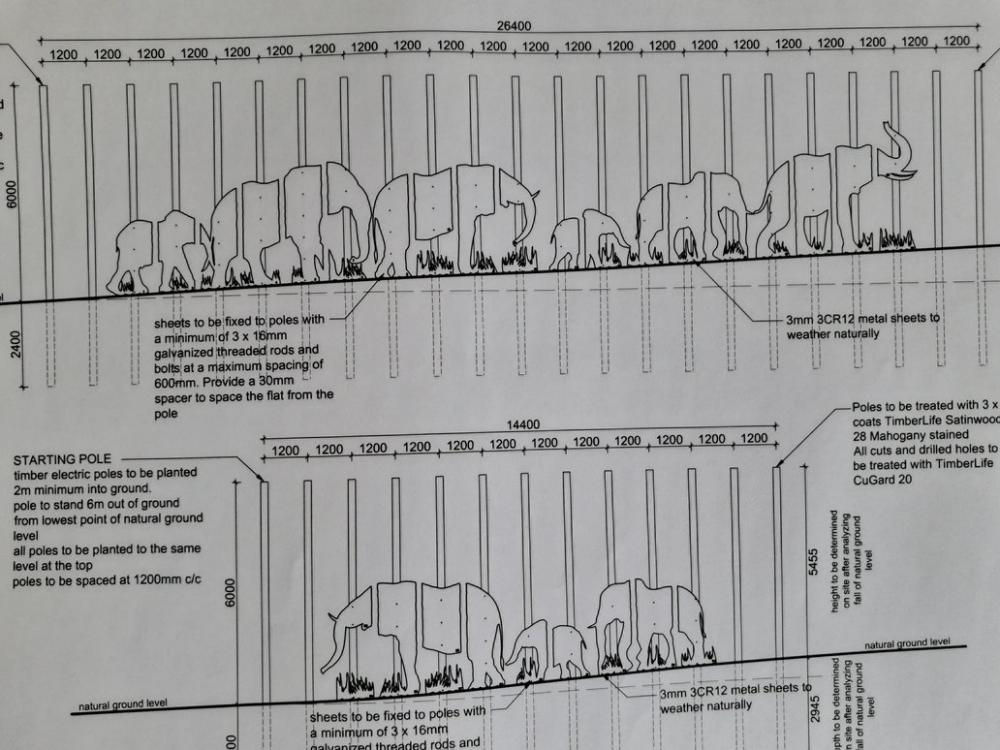 26400
1200 1200 1200 1200 1200 1200 1200 1200 1200 1200 1200 1200 1200 1200 1200 1200 1200 1200 1200 1200 1200 1200
6000
2400
sheets to be fixed to poles with
a minimum of 3 x 16mm
galvanized threaded rods and
bolts at a maximum spacing of
600mm. Provide a 30mm
spacer to space the flat from the
pole
3mm 3CR12 metal sheets to
weather naturally
Poles to be treated with 3 x
coats TimberLife Satinwood
28 Mahogany stained
All cuts and drilled holes to
be treated with TimberLife
CuGard 20
14400
1200 1200 1200 1200 1200 1200 1200 1200 1200 1200 1200 1200
STARTING POLE
timber electric poles to be planted
2m minimum into ground.
pole to stand 6m out of ground
from lowest point of natural ground
level
all poles to be planted to the same
level at the top
poles to be spaced at 1200mm c/c
6000
5455
height to be determined
on site after analyzing
fall of natural ground
level
natural ground level
natural ground level
3mm 3CR12 metal sheets to
weather naturally
2945
to be determined
site after analyzing
fall of natural ground
level
sheets to be fixed to poles with
a minimum of 3 x 16mm
galvanized threaded rods and